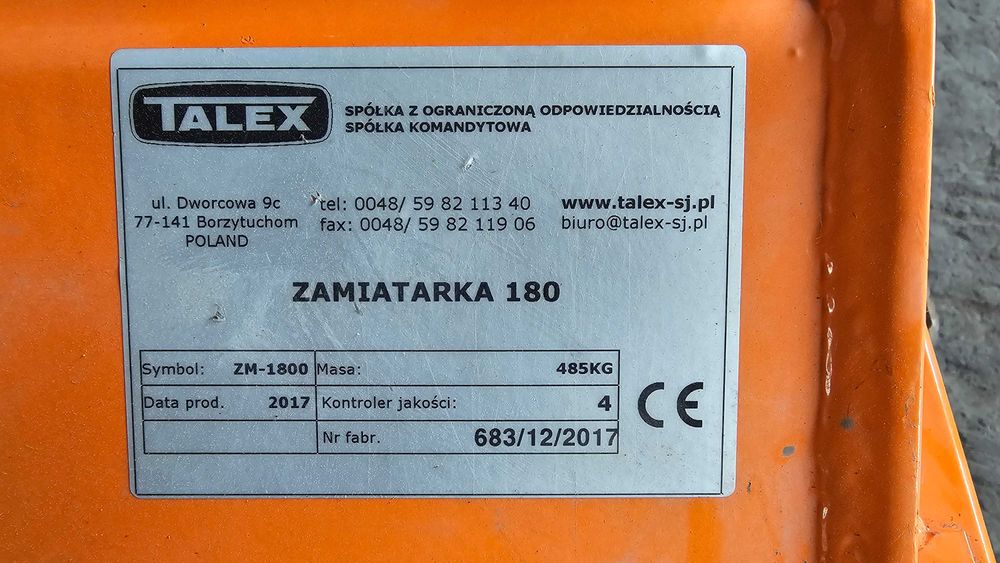 TALEX
SPÓŁKA Z OGRANICZONĄ ODPOWIEDZIALNOŚCIĄ
SPÓŁKA KOMANDYTOWA
ul. Dworcowa 9c
77-141 Borzytuchom
POLAND
tel: 0048/ 59 82 113 40
fax: 0048/ 59 82 119 06
www.talex-sj.pl
biuro@talex-sj.pl
ZAMIATARKA 180
Symbol: ZM-1800 Masa: 485KG
Data prod. 2017 Kontroler jakości: 4
Nr fabr. 683/12/2017
CE